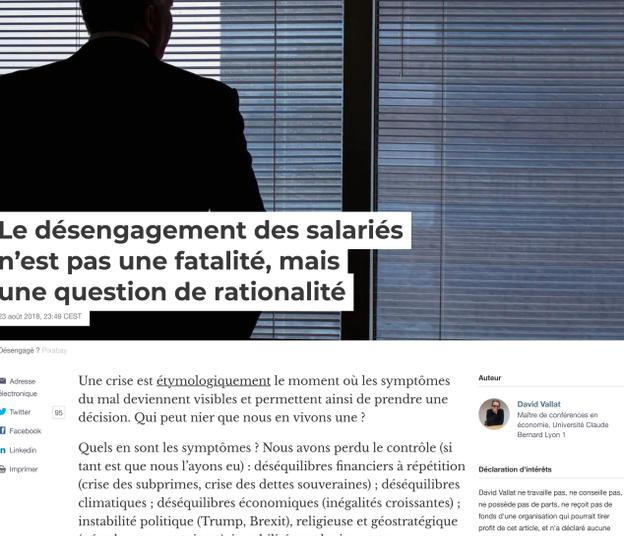 Le désengagement des salariés
n’est pas une fatalité, mais
une question de rationalité
23 août 2018, 23:49 CEST
Désengagé ? Pixabay
Adresse
électronique
Twitter 95
Facebook
Linkedin
Imprimer
Une crise est étymologiquement le moment où les symptômes
du mal deviennent visibles et permettent ainsi de prendre une
décision. Qui peut nier que nous en vivons une ?
Quels en sont les symptômes ? Nous avons perdu le contrôle (si
tant est que nous l’ayons eu) : déséquilibres financiers à répétition
(crise des subprimes, crise des dettes souveraines) ; déséquilibres
climatiques ; déséquilibres économiques (inégalités croissantes) ;
instabilité politique (Trump, Brexit), religieuse et géostratégique
Auteur
David Vallat
Maître de conférences en
économie, Université Claude
Bernard Lyon 1
Déclaration d’intérêts
David Vallat ne travaille pas, ne conseille pas,
ne possède pas de parts, ne reçoit pas de
fonds d'une organisation qui pourrait tirer
profit de cet article, et n'a déclaré aucune